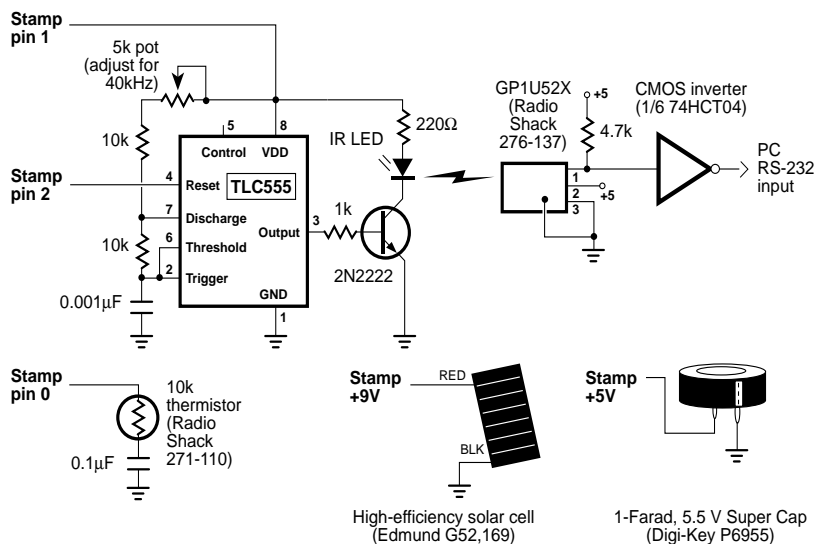 Stamp
pin 1
5k pot
(adjust for
40kHz)
10k
5
8
Control
VDD
Stamp
pin 2
4
Reset
TLC555
7
Discharge
6
Threshold
10k
2
Trigger
Output
3
1k
GND
1
0.001µF
220Ω
IR LED
2N2222
GP1U52X
(Radio
Shack
276-137)
+5
4.7k
1
+5
2
3
CMOS inverter
(1/6 74HCT04)
PC
RS-232
input
Stamp
pin 0
10k
thermistor
(Radio
Shack
271-110)
0.1µF
Stamp
+9V
RED
BLK
High-efficiency solar cell
(Edmund G52,169)
Stamp
+5V
1-Farad, 5.5 V Super Cap
(Digi-Key P6955)